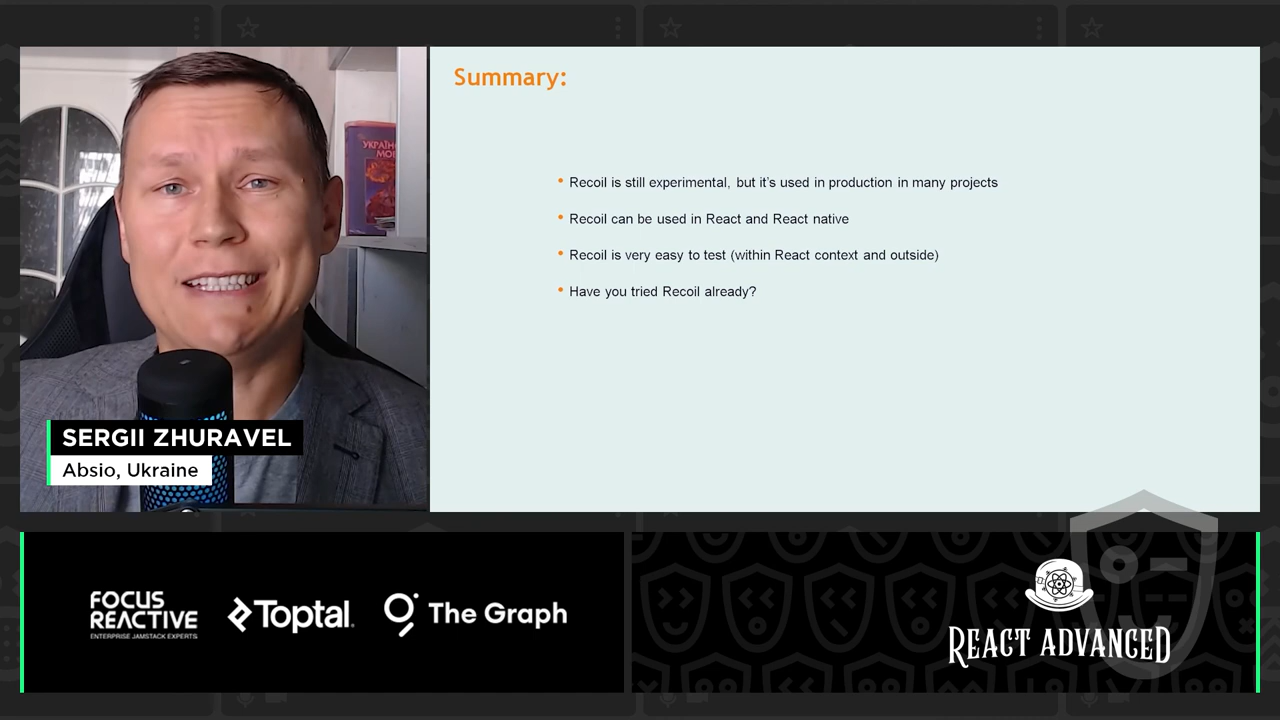 Summary:
УКРАЇН
МО
• Recoil is still experimental, but it's used in production in many projects
• Recoil can be used in React and React native
• Recoil is very easy to test (within React context and outside)
• Have you tried Recoil already?
SERGII ZHURAVEL
Absio, Ukraine
FOCUS
REACTIVE
ENTERPRISE JAMSTACK EXPERTS
Toptal®
The Graph
REACT ADVANCED